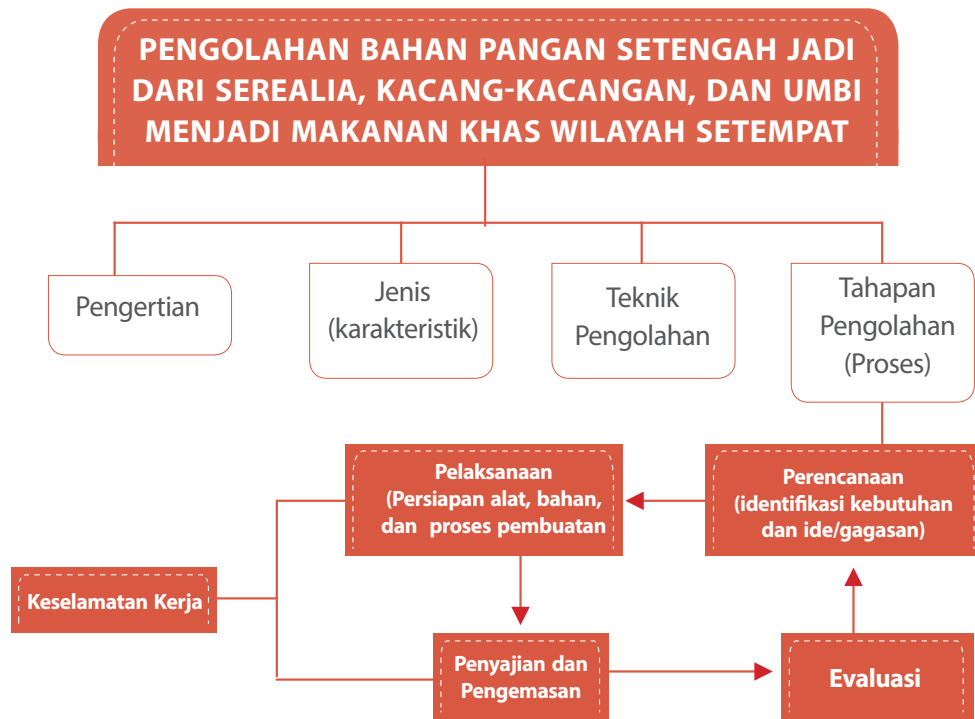 PENGOLAHAN BAHAN PANGAN SETENGAH JADI
DARI SEREALIA, KACANG-KACANGAN, DAN UMBI
MENJADI MAKANAN KHAS WILAYAH SETEMPAT
Pengertian
Jenis
(karakteristik)
Teknik
Pengolahan
Tahapan
Pengolahan
(Proses)
Pelaksanaan
(Persiapan alat, bahan,
dan proses pembuatan
Perencanaan
(identifikasi kebutuhan
dan ide/gagasan)
Keselamatan Kerja
Penyajian dan
Pengemasan
Evaluasi